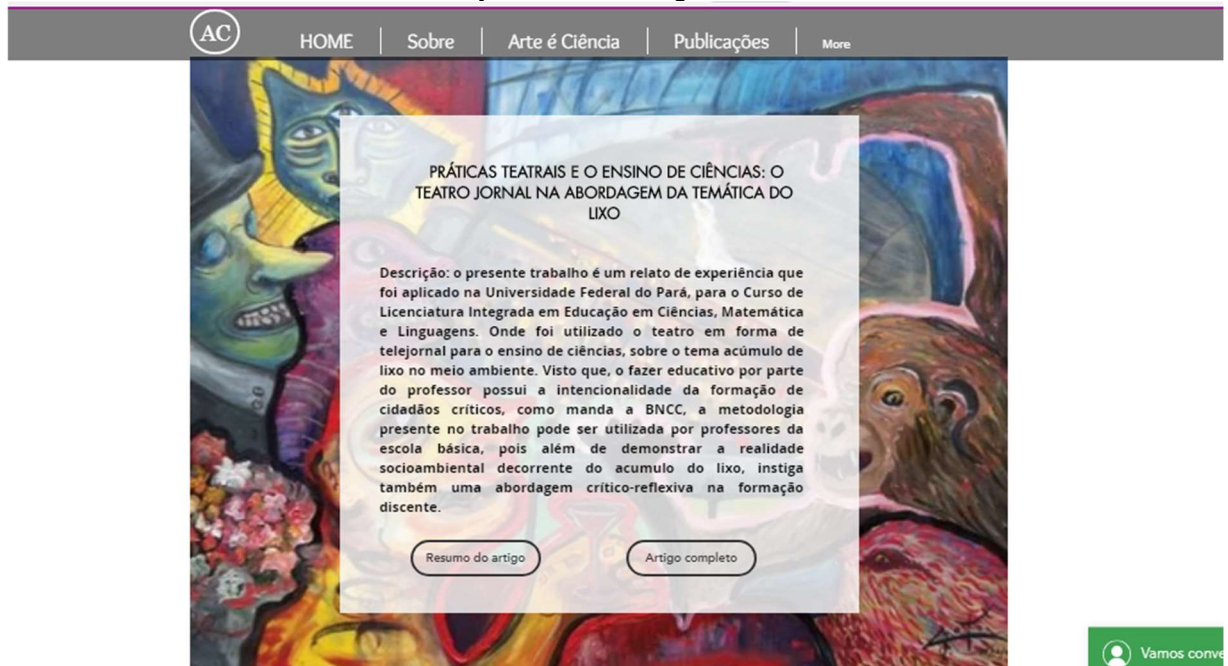 AC
HOME
Sobre
Arte é Ciência
Publicações
More
PRÁTICAS TEATRAIS E O ENSINO DE CIÊNCIAS: O
TEATRO JORNAL NA ABORDAGEM DA TEMÁTICA DO
LIXO
Descrição: o presente trabalho é um relato de experiência que
foi aplicado na Universidade Federal do Pará, para o Curso de
Licenciatura Integrada em Educação em Ciências, Matemática
e Linguagens. Onde foi utilizado o teatro em forma de
telejornal para o ensino de ciências, sobre o tema acúmulo de
lixo no meio ambiente. Visto que, o fazer educativo por parte
do professor possui a intencionalidade da formação de
cidadãos críticos, como manda a BNCC, a metodologia
presente no trabalho pode ser utilizada por professores da
escola básica, pois além de demonstrar a realidade
socioambiental decorrente do acumulo do lixo, instiga
também uma abordagem crítico-reflexiva na formação
discente.
Resumo do artigo
Artigo completo
Vamos conve